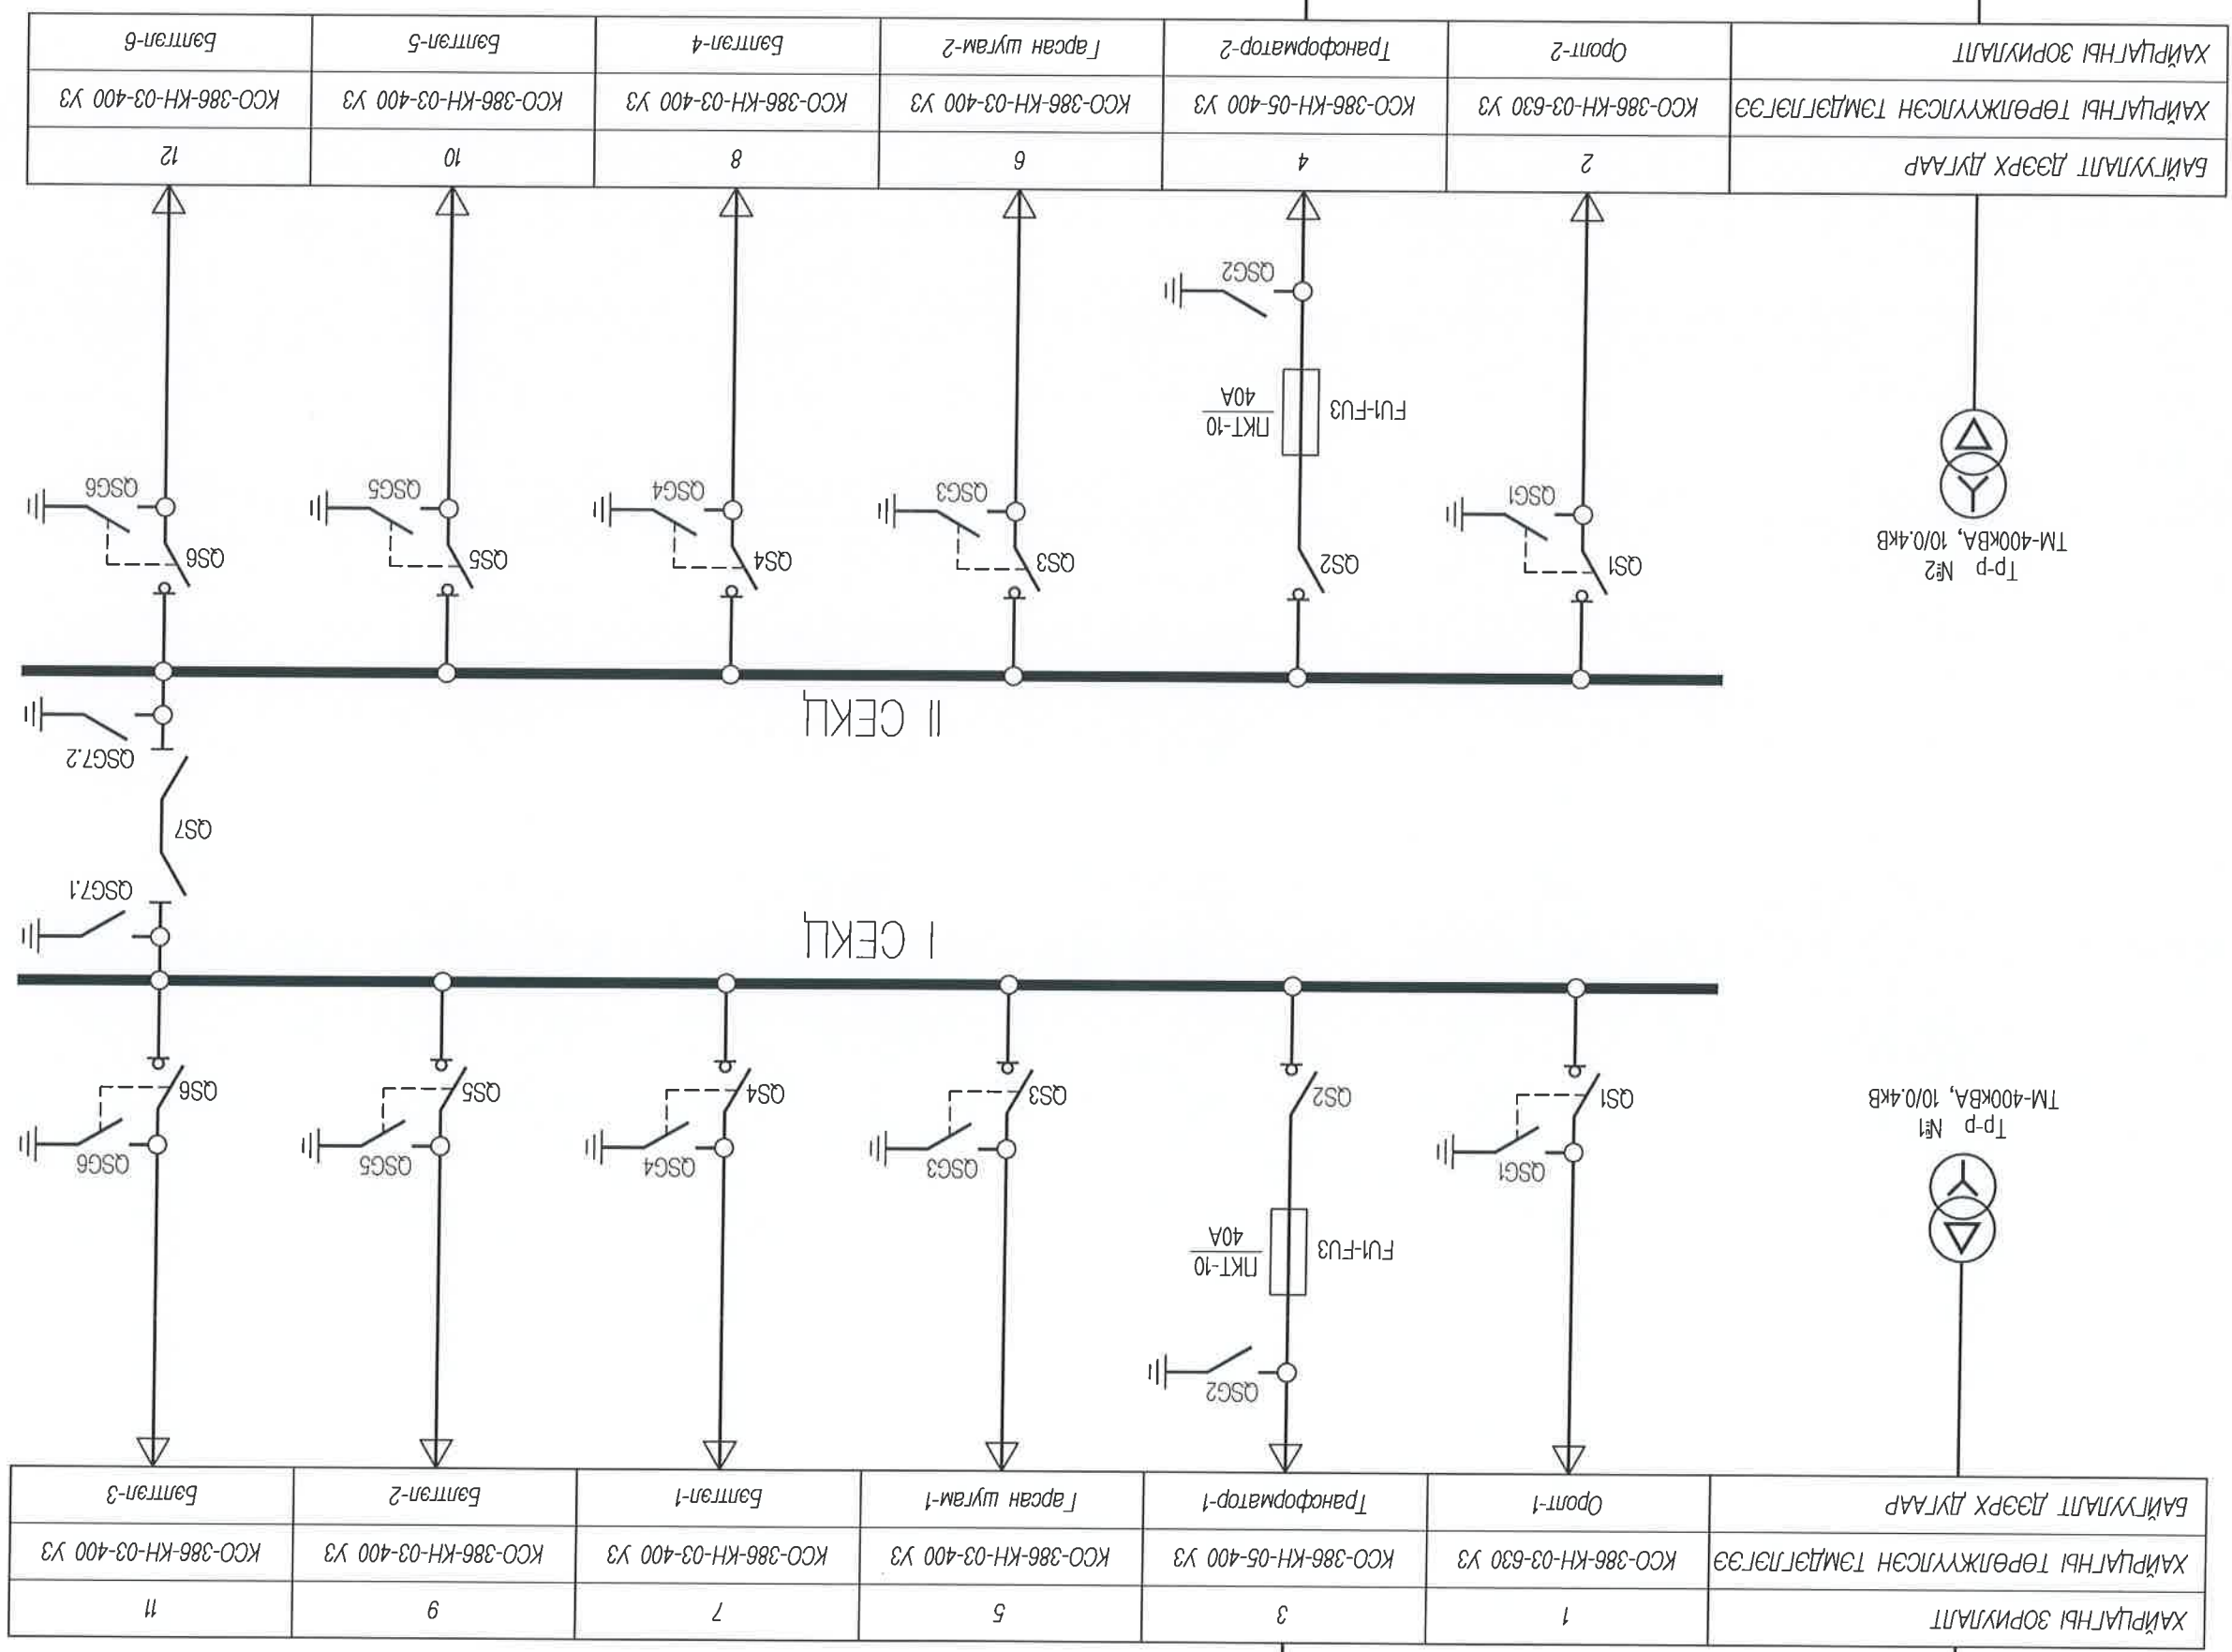 ХАЙРЦАГНЫ ЗОРИУЛАЛТ 1 3 5 7 9 11
ХАЙРЦАГНЫ ТӨРӨЛЖҮҮЛСЭН ТЭМДЭГЛЭГЭЭ КСО-386-КН-03-630 У3 КСО-386-КН-05-400 У3 КСО-386-КН-03-400 У3 КСО-386-КН-03-400 У3 КСО-386-КН-03-400 У3 КСО-386-КН-03-400 У3
БАЙГУУЛАЛТ ДЭЭРХ ДУГААР Оролт-1 Трансформатор-1 Гарсан шугам-1 Бэлтгэл-1 Бэлтгэл-2 Бэлтгэл-3
QSG2
FU1-FU3
ПКТ-10
40А
Тр-р №1
ТМ-400кВА, 10/0.4кВ
QSG1 QSG3 QSG4 QSG5 QSG6
QS1 QS2 QS3 QS4 QS5 QS6
I СЕКЦ
QSG7.1
QS7
QSG7.2
II СЕКЦ
Тр-р №2
ТМ-400кВА, 10/0.4кВ
QS1 QS2 QS3 QS4 QS5 QS6
QSG1 QSG3 QSG4 QSG5 QSG6
FU1-FU3
ПКТ-10
40А
QSG2
БАЙГУУЛАЛТ ДЭЭРХ ДУГААР 2 4 6 8 10 12
ХАЙРЦАГНЫ ТӨРӨЛЖҮҮЛСЭН ТЭМДЭГЛЭГЭЭ КСО-386-КН-03-630 У3 КСО-386-КН-05-400 У3 КСО-386-КН-03-400 У3 КСО-386-КН-03-400 У3 КСО-386-КН-03-400 У3 КСО-386-КН-03-400 У3
ХАЙРЦАГНЫ ЗОРИУЛАЛТ Оролт-2 Трансформатор-2 Гарсан шугам-2 Бэлтгэл-4 Бэлтгэл-5 Бэлтгэл-6